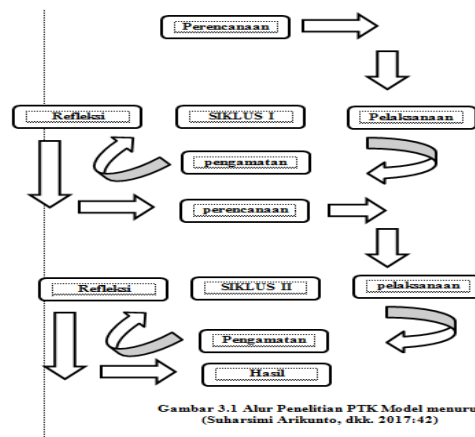 Perencanaan
Refleksi SIKLUS I Pelaksanaan
pengamatan
perencanaan
Refleksi SIKLUS II pelaksanaan
Pengamatan
Hasil
Gambar 3.1 Alur Penelitian PTK Model menuru
(Suharsimi Arikunto, dkk. 2017:42)